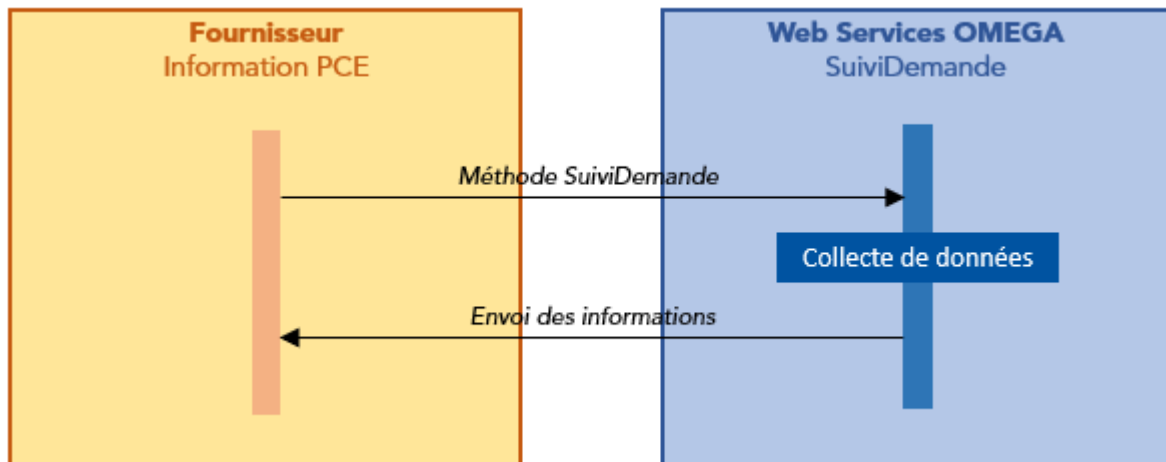 Fournisseur
Information PCE
Web Services OMEGA
SuiviDemande
Méthode SuiviDemande
Collecte de données
Envoi des informations